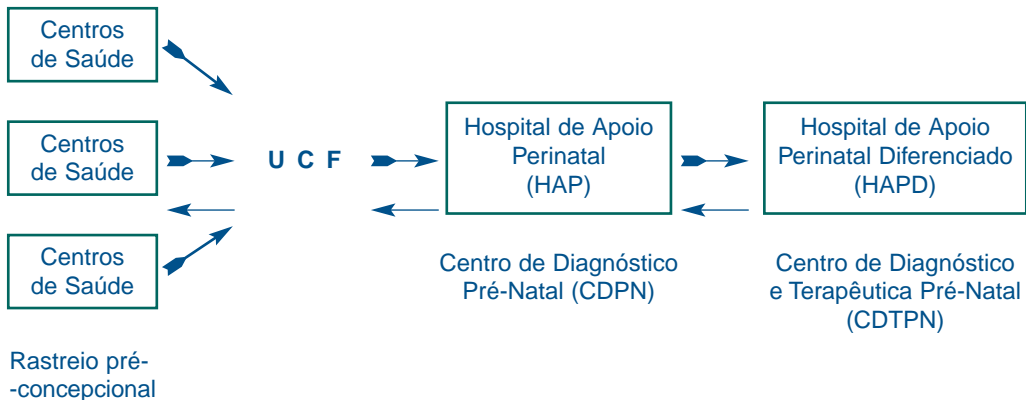 Centros
de Saúde
Centros
de Saúde
Centros
de Saúde
Rastreio pré-
-concepcional
U C F
Hospital de Apoio
Perinatal
(HAP)
Centro de Diagnóstico
Pré-Natal (CDPN)
Hospital de Apoio
Perinatal Diferenciado
(HAPD)
Centro de Diagnóstico
e Terapêutica Pré-Natal
(CDTPN)